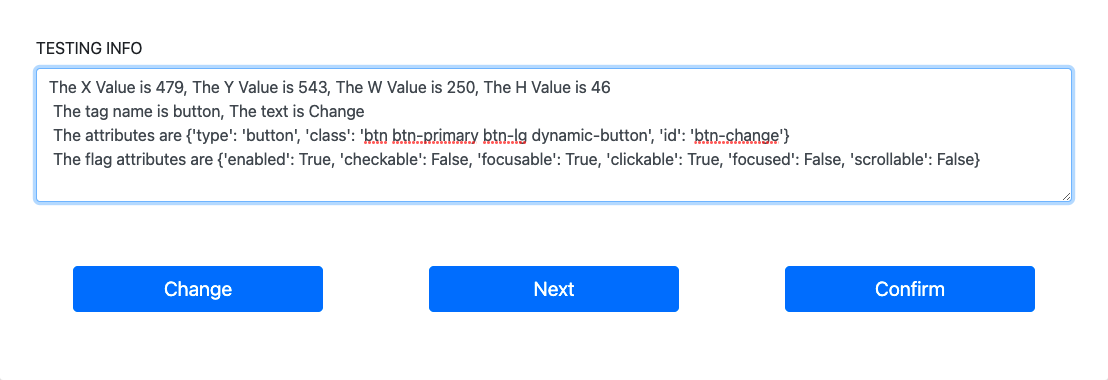 TESTING INFO
The X Value is 479, The Y Value is 543, The W Value is 250, The H Value is 46
The tag name is button, The text is Change
The attributes are {'type': 'button', 'class': 'btn btn-primary btn-lg dynamic-button', 'id': 'btn-change'}
The flag attributes are {'enabled': True, 'checkable': False, 'focusable': True, 'clickable': True, 'focused': False, 'scrollable': False}
Change
Next
Confirm